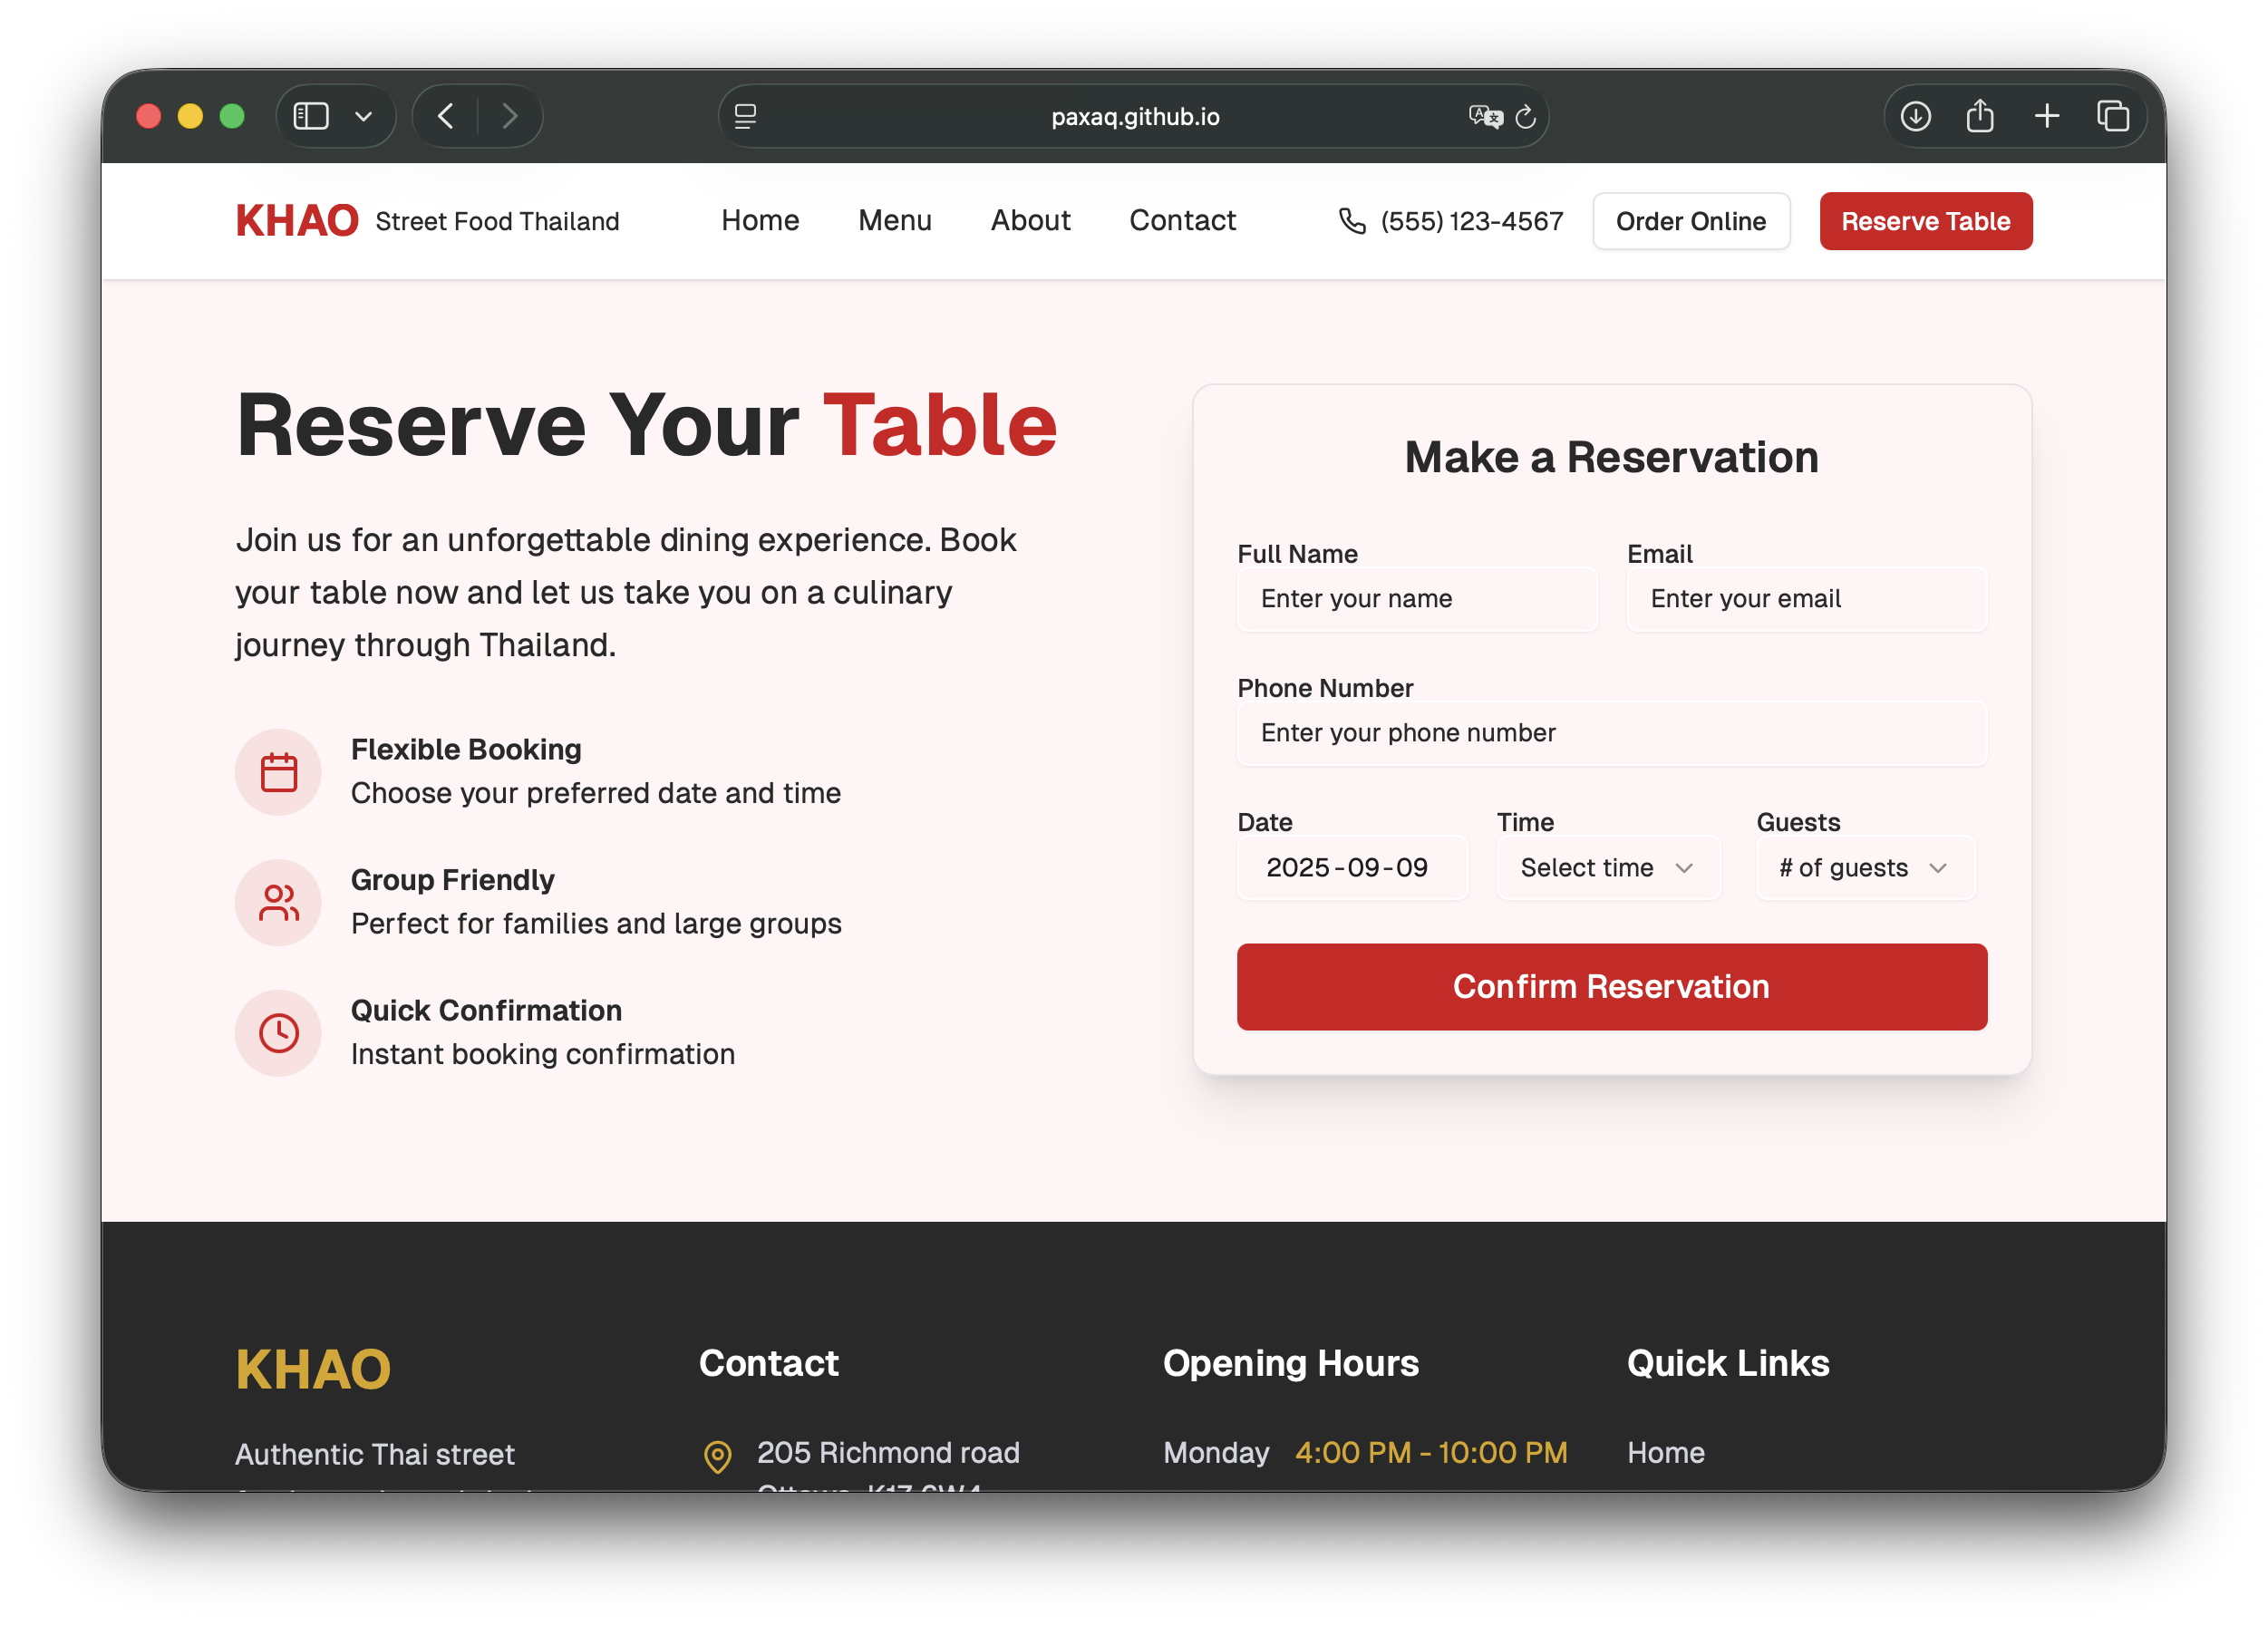 paxaq.github.io
KHAO Street Food Thailand Home Menu About Contact (555) 123-4567 Order Online Reserve Table
Reserve Your Table
Join us for an unforgettable dining experience. Book
your table now and let us take you on a culinary
journey through Thailand.
Flexible Booking
Choose your preferred date and time
Group Friendly
Perfect for families and large groups
Quick Confirmation
Instant booking confirmation
Make a Reservation
Full Name Email
Enter your name Enter your email
Phone Number
Enter your phone number
Date Time Guests
2025-09-09 Select time # of guests
Confirm Reservation
KHAO
Authentic Thai street
Contact
205 Richmond road
Opening Hours
Monday 4:00 PM - 10:00 PM
Quick Links
Home